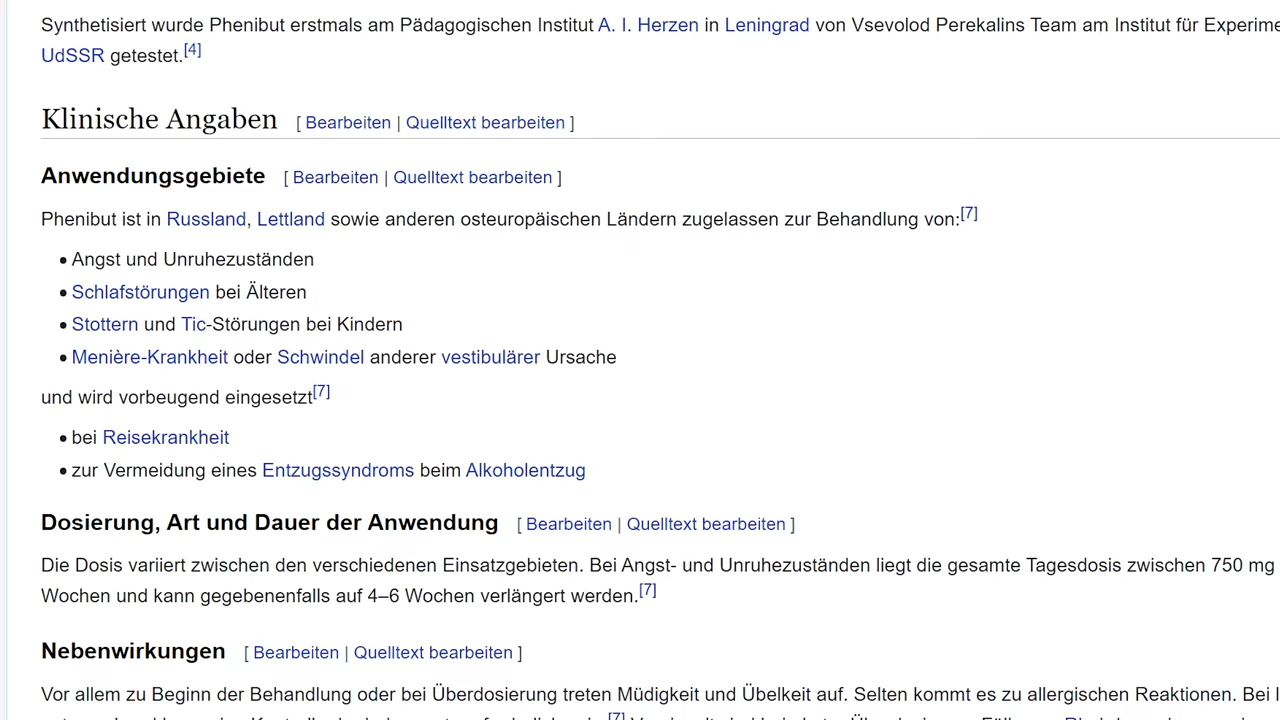 Synthetisiert wurde Phenibut erstmals am Pädagogischen Institut A. I. Herzen in Leningrad von Vsevolod Perekalins Team am Institut für
UdSSR getestet.[4]
Klinische Angaben [ Bearbeiten | Quelltext bearbeiten ]
Anwendungsgebiete [ Bearbeiten | Quelltext bearbeiten ]
Phenibut ist in Russland, Lettland sowie anderen osteuropäischen Ländern zugelassen zur Behandlung von:[7]
• Angst und Unruhezuständen
• Schlafstörungen bei Älteren
• Stottern und Tic-Störungen bei Kindern
• Menière-Krankheit oder Schwindel anderer vestibulärer Ursache
und wird vorbeugend eingesetzt[7]
• bei Reisekrankheit
• zur Vermeidung eines Entzugssyndroms beim Alkoholentzug
Dosierung, Art und Dauer der Anwendung [ Bearbeiten | Quelltext bearbeiten ]
Die Dosis variiert zwischen den verschiedenen Einsatzgebieten. Bei Angst- und Unruhezuständen liegt die gesamte Tagesdosis zwischen 750 mg
Wochen und kann gegebenenfalls auf 4–6 Wochen verlängert werden.[7]
Nebenwirkungen [ Bearbeiten | Quelltext bearbeiten ]
Vor allem zu Beginn der Behandlung oder bei Überdosierung treten Müdigkeit und Übelkeit auf. Selten kommt es zu allergischen Reaktionen. Bei